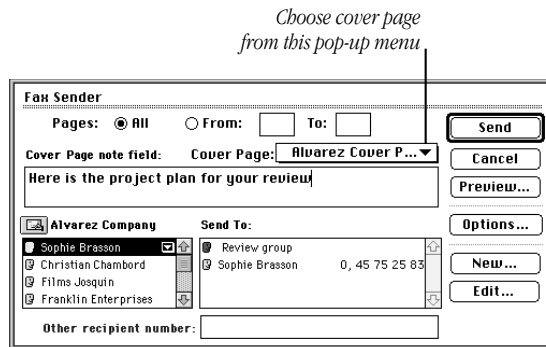 Choose cover page
from this pop-up menu
Fax Sender
Pages: All From: To:
Send
Cover Page note field: Cover Page: Alvarez Cover P...
Cancel
Here is the project plan for your review
Preview...
Alvarez Company Send To:
Options...
Sophie Brasson Review group
Christian Chambord Sophie Brasson 0, 45 75 25 83
New...
Films Josquin
Franklin Enterprises
Edit...
Other recipient number: